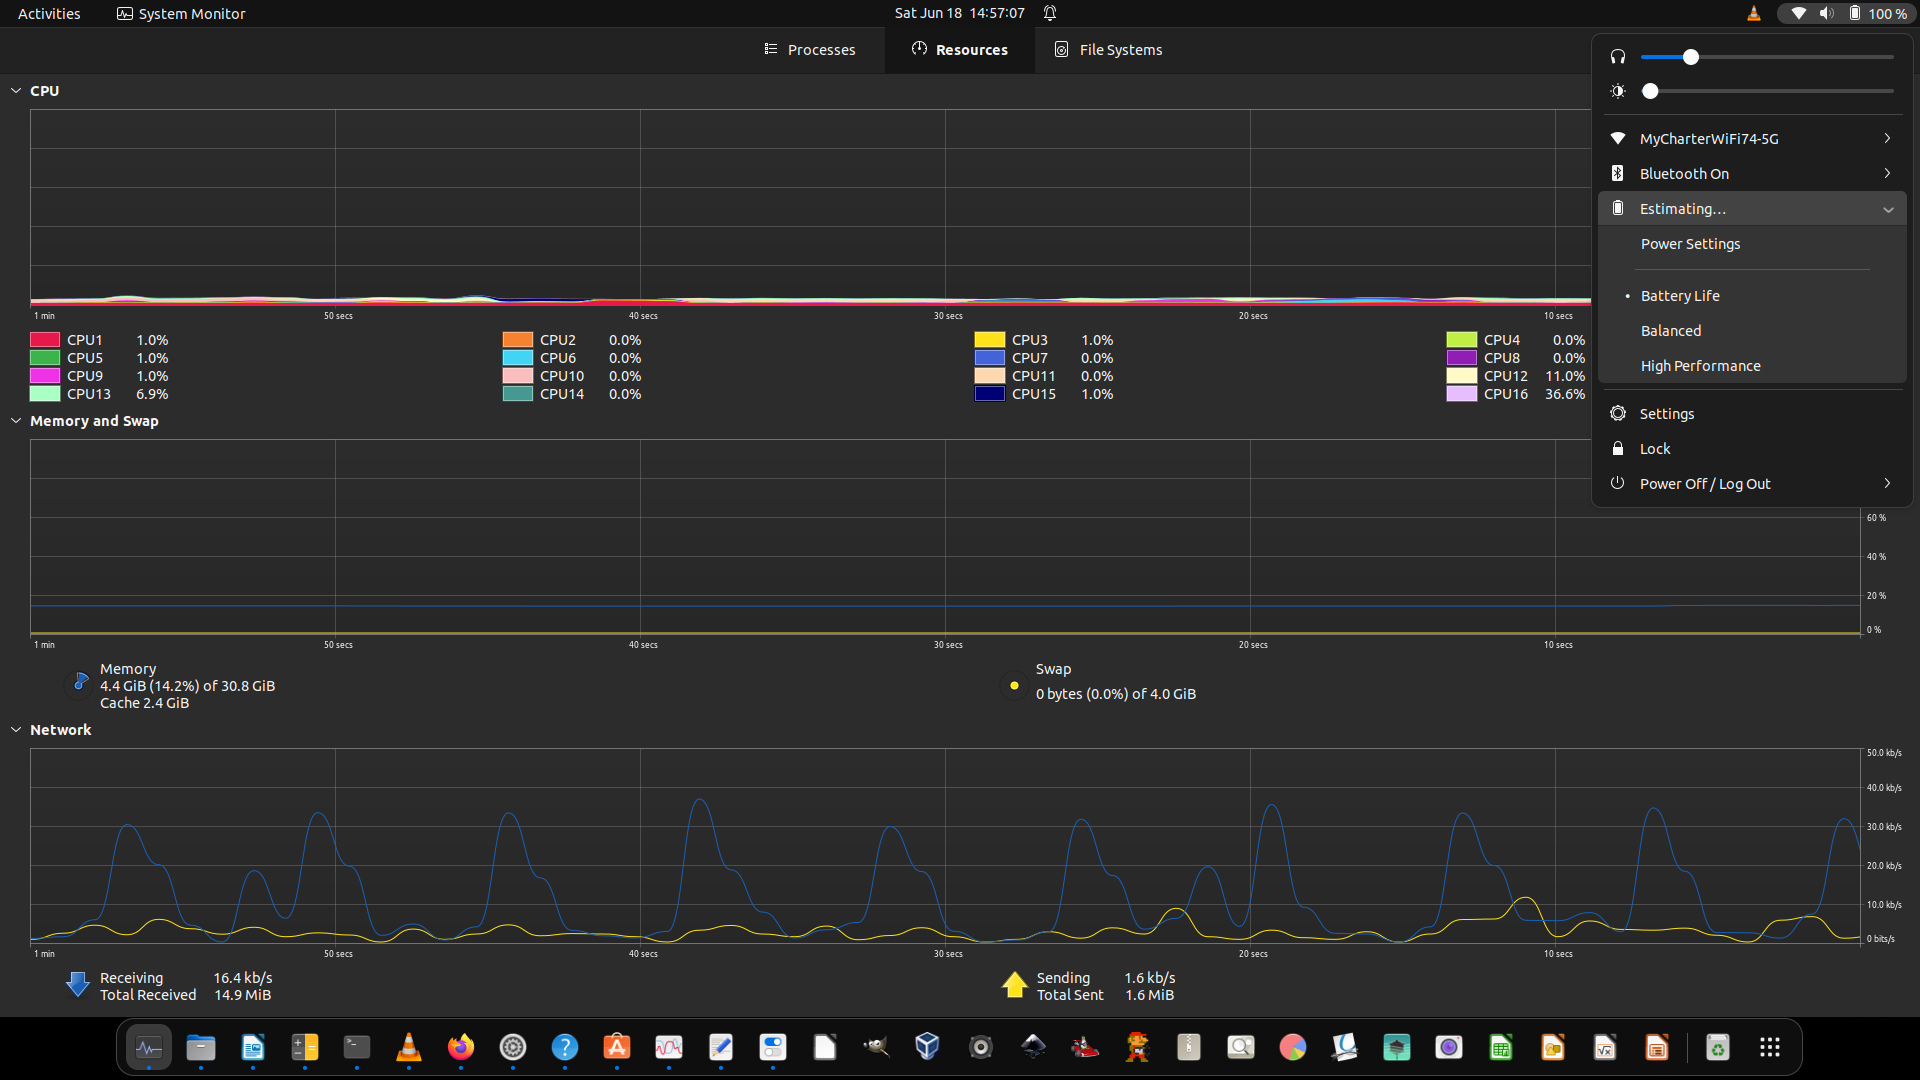 Activities
System Monitor
Sat Jun 18 14:57:07
100 %
Processes
Resources
File Systems
CPU
1 min 50 secs 40 secs 30 secs 20 secs 10 secs
CPU1 1.0% CPU2 0.0% CPU3 1.0% CPU4 0.0%
CPU5 1.0% CPU6 0.0% CPU7 0.0% CPU8 0.0%
CPU9 1.0% CPU10 0.0% CPU11 0.0% CPU12 11.0%
CPU13 6.9% CPU14 0.0% CPU15 1.0% CPU16 36.6%
MyCharterWiFi74-5G
Bluetooth On
Estimating…
Power Settings
• Battery Life
Balanced
High Performance
Settings
Lock
Power Off / Log Out
Memory and Swap
60 %
40 %
20 %
0 %
1 min 50 secs 40 secs 30 secs 20 secs 10 secs
Memory
4.4 GiB (14.2%) of 30.8 GiB
Cache 2.4 GiB
Swap
0 bytes (0.0%) of 4.0 GiB
Network
50.0 kb/s
40.0 kb/s
30.0 kb/s
20.0 kb/s
10.0 kb/s
0 bits/s
1 min 50 secs 40 secs 30 secs 20 secs 10 secs
Receiving 16.4 kb/s
Total Received 14.9 MiB
Sending 1.6 kb/s
Total Sent 1.6 MiB